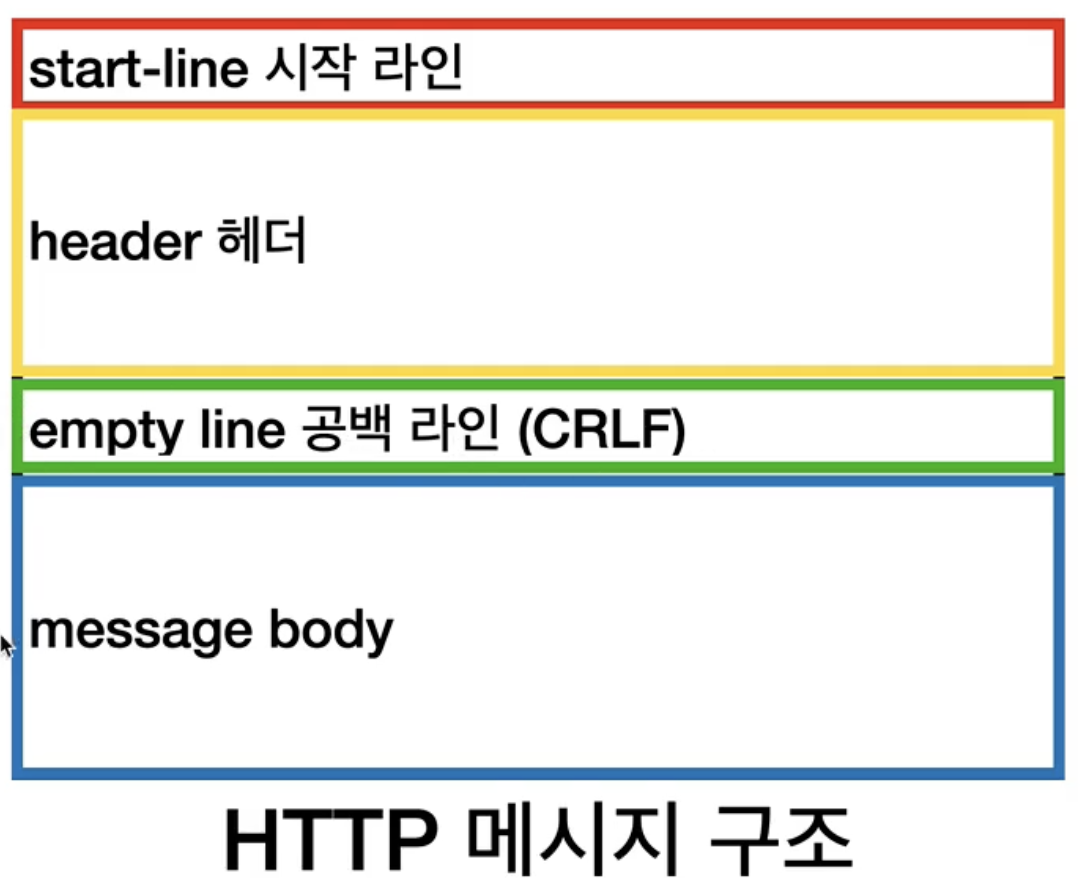 start-line 시작 라인
header 헤더
empty line 공백 라인 (CRLF)
message body
HTTP 메시지 구조